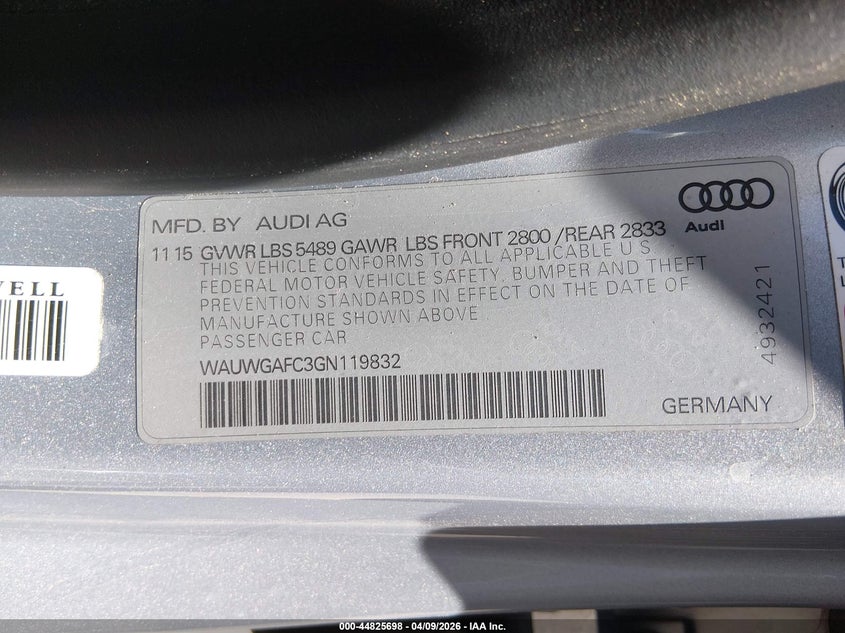 MFD. BY AUDI AG
Audi
11 15 GVWR LBS 5489 GAWR LBS FRONT 2800 /REAR 2833
THIS VEHICLE CONFORMS TO ALL APPLICABLE U S
FEDERAL MOTOR VEHICLE SAFETY, BUMPER AND THEFT
PREVENTION STANDARDS IN EFFECT ON THE DATE OF
MANUFACTURE SHOWN ABOVE.
PASSENGER CAR
WAUWGAFC3GN119832
GERMANY
4932421
000-44825698 - 04/09/2026 - IAA Inc.